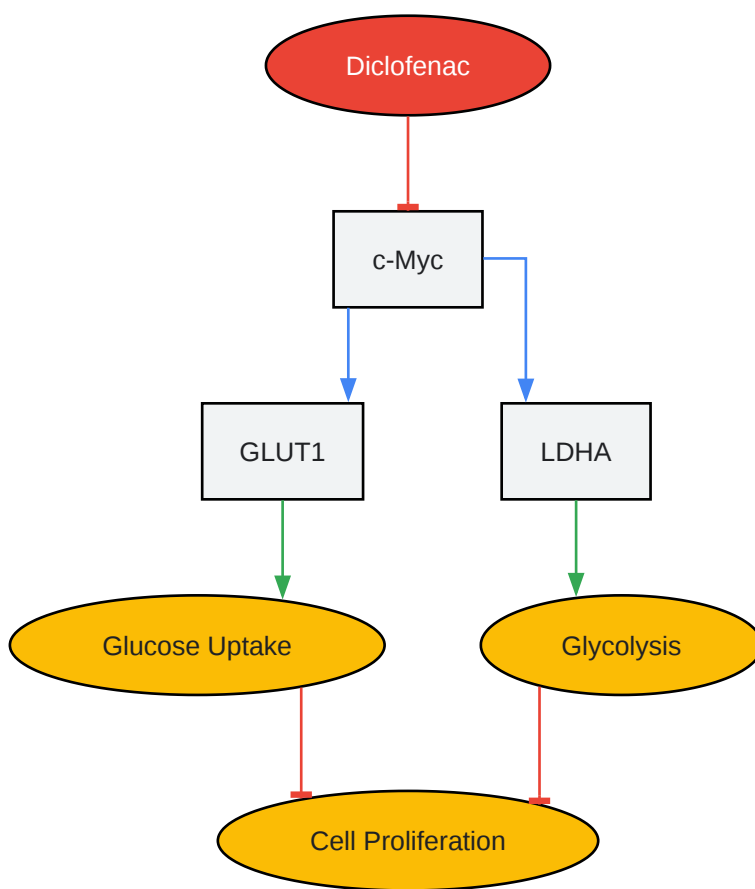 Diclofenac
c-Myc
GLUT1
LDHA
Glucose Uptake
Glycolysis
Cell Proliferation